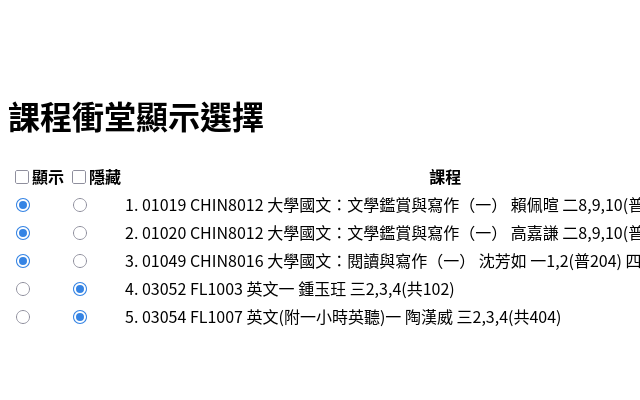 課程衝堂顯示選擇
顯示 隱藏 課程
1. 01019 CHIN8012 大學國文：文學鑑賞與寫作（一） 賴佩暄 二8,9,10(普
2. 01020 CHIN8012 大學國文：文學鑑賞與寫作（一） 高嘉謙 二8,9,10(普
3. 01049 CHIN8016 大學國文：閱讀與寫作（一） 沈芳如 一1,2(普204) 四
4. 03052 FL1003 英文一 鍾玉玨 三2,3,4(共102)
5. 03054 FL1007 英文(附一小時英聽)一 陶漢威 三2,3,4(共404)